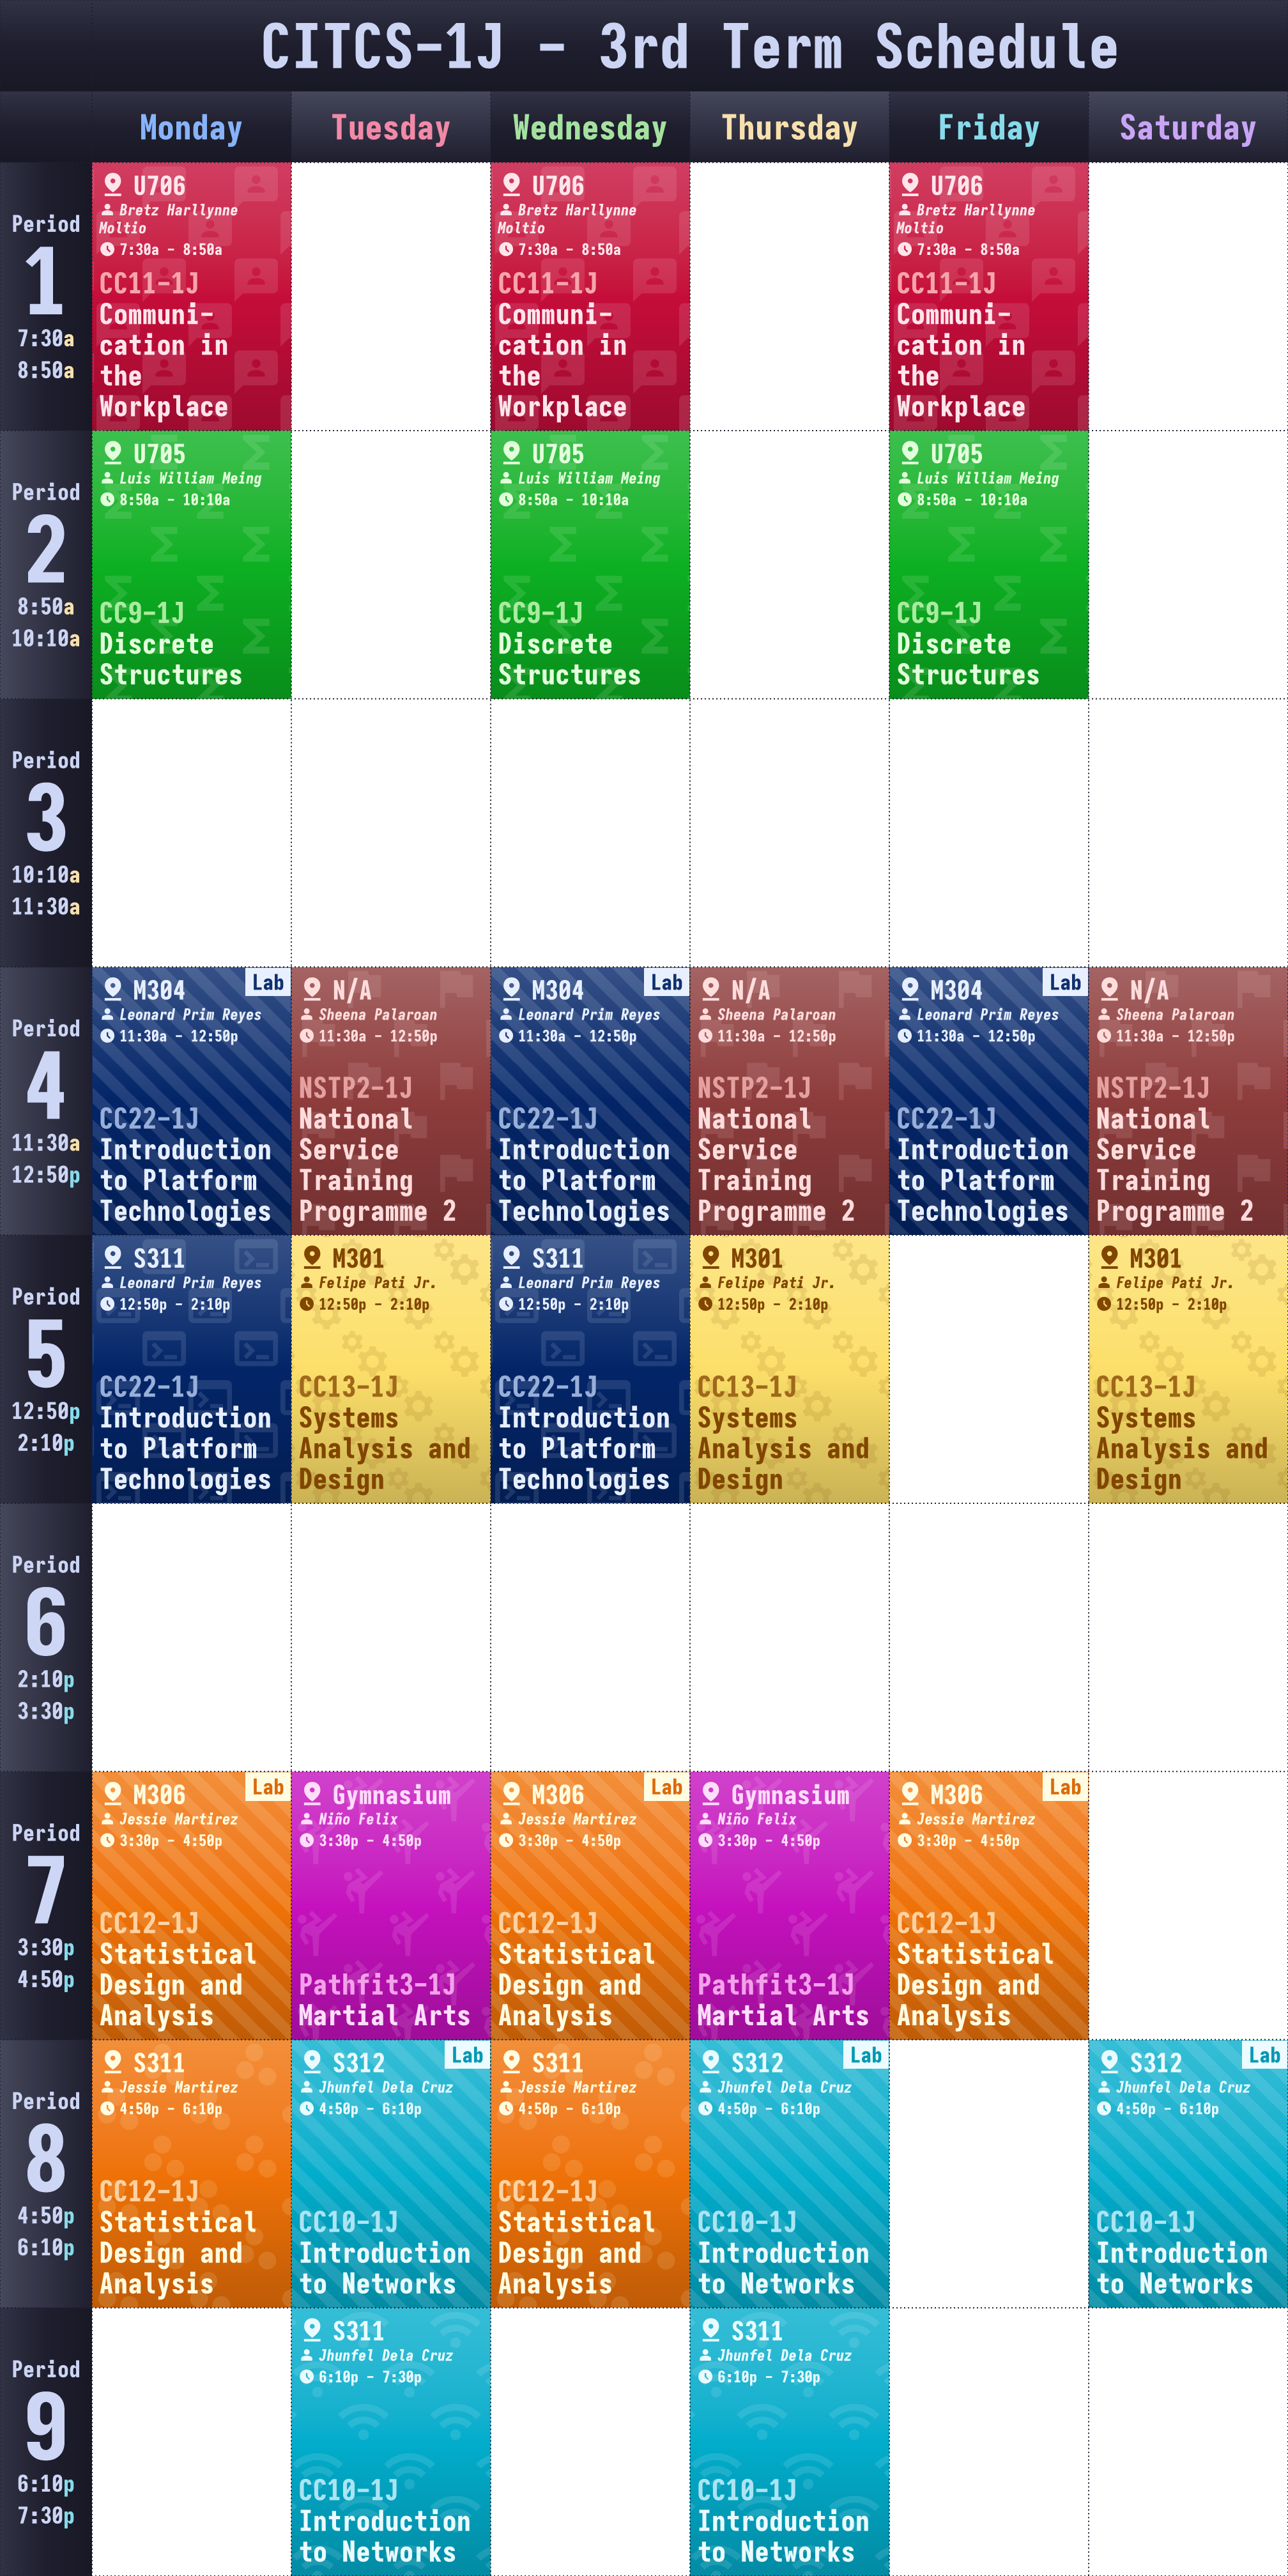 CITCS-1J - 3rd Term Schedule
Monday
Tuesday
Wednesday
Thursday
Friday
Saturday
Period
1
7:30a
8:50a
U706
Bretz Harllynne
Moltio
7:30a - 8:50a
CC11-1J
Communi-
cation in
the
Workplace
U706
Bretz Harllynne
Moltio
7:30a - 8:50a
CC11-1J
Communi-
cation in
the
Workplace
U706
Bretz Harllynne
Moltio
7:30a - 8:50a
CC11-1J
Communi-
cation in
the
Workplace
Period
2
8:50a
10:10a
U705
Luis William Meing
8:50a - 10:10a
CC9-1J
Discrete
Structures
U705
Luis William Meing
8:50a - 10:10a
CC9-1J
Discrete
Structures
U705
Luis William Meing
8:50a - 10:10a
CC9-1J
Discrete
Structures
Period
3
10:10a
11:30a
Period
4
11:30a
12:50p
M304
Lab
Leonard Prim Reyes
11:30a - 12:50p
CC22-1J
Introduction
to Platform
Technologies
N/A
Sheena Palaroan
11:30a - 12:50p
NSTP2-1J
National
Service
Training
Programme 2
M304
Lab
Leonard Prim Reyes
11:30a - 12:50p
CC22-1J
Introduction
to Platform
Technologies
N/A
Sheena Palaroan
11:30a - 12:50p
NSTP2-1J
National
Service
Training
Programme 2
M304
Lab
Leonard Prim Reyes
11:30a - 12:50p
CC22-1J
Introduction
to Platform
Technologies
N/A
Sheena Palaroan
11:30a - 12:50p
NSTP2-1J
National
Service
Training
Programme 2
Period
5
12:50p
2:10p
S311
Leonard Prim Reyes
12:50p - 2:10p
CC22-1J
Introduction
to Platform
Technologies
M301
Felipe Pati Jr.
12:50p - 2:10p
CC13-1J
Systems
Analysis and
Design
S311
Leonard Prim Reyes
12:50p - 2:10p
CC22-1J
Introduction
to Platform
Technologies
M301
Felipe Pati Jr.
12:50p - 2:10p
CC13-1J
Systems
Analysis and
Design
M301
Felipe Pati Jr.
12:50p - 2:10p
CC13-1J
Systems
Analysis and
Design
Period
6
2:10p
3:30p
Period
7
3:30p
4:50p
M306
Lab
Jessie Martirez
3:30p - 4:50p
CC12-1J
Statistical
Design and
Analysis
Gymnasium
Niño Felix
3:30p - 4:50p
Pathfit3-1J
Martial Arts
M306
Lab
Jessie Martirez
3:30p - 4:50p
CC12-1J
Statistical
Design and
Analysis
Gymnasium
Niño Felix
3:30p - 4:50p
Pathfit3-1J
Martial Arts
M306
Lab
Jessie Martirez
3:30p - 4:50p
CC12-1J
Statistical
Design and
Analysis
Period
8
4:50p
6:10p
S311
Jessie Martirez
4:50p - 6:10p
CC12-1J
Statistical
Design and
Analysis
S312
Lab
Jhunfel Dela Cruz
4:50p - 6:10p
CC10-1J
Introduction
to Networks
S311
Jessie Martirez
4:50p - 6:10p
CC12-1J
Statistical
Design and
Analysis
S312
Lab
Jhunfel Dela Cruz
4:50p - 6:10p
CC10-1J
Introduction
to Networks
S312
Lab
Jhunfel Dela Cruz
4:50p - 6:10p
CC10-1J
Introduction
to Networks
Period
9
6:10p
7:30p
S311
Jhunfel Dela Cruz
6:10p - 7:30p
CC10-1J
Introduction
to Networks
S311
Jhunfel Dela Cruz
6:10p - 7:30p
CC10-1J
Introduction
to Networks